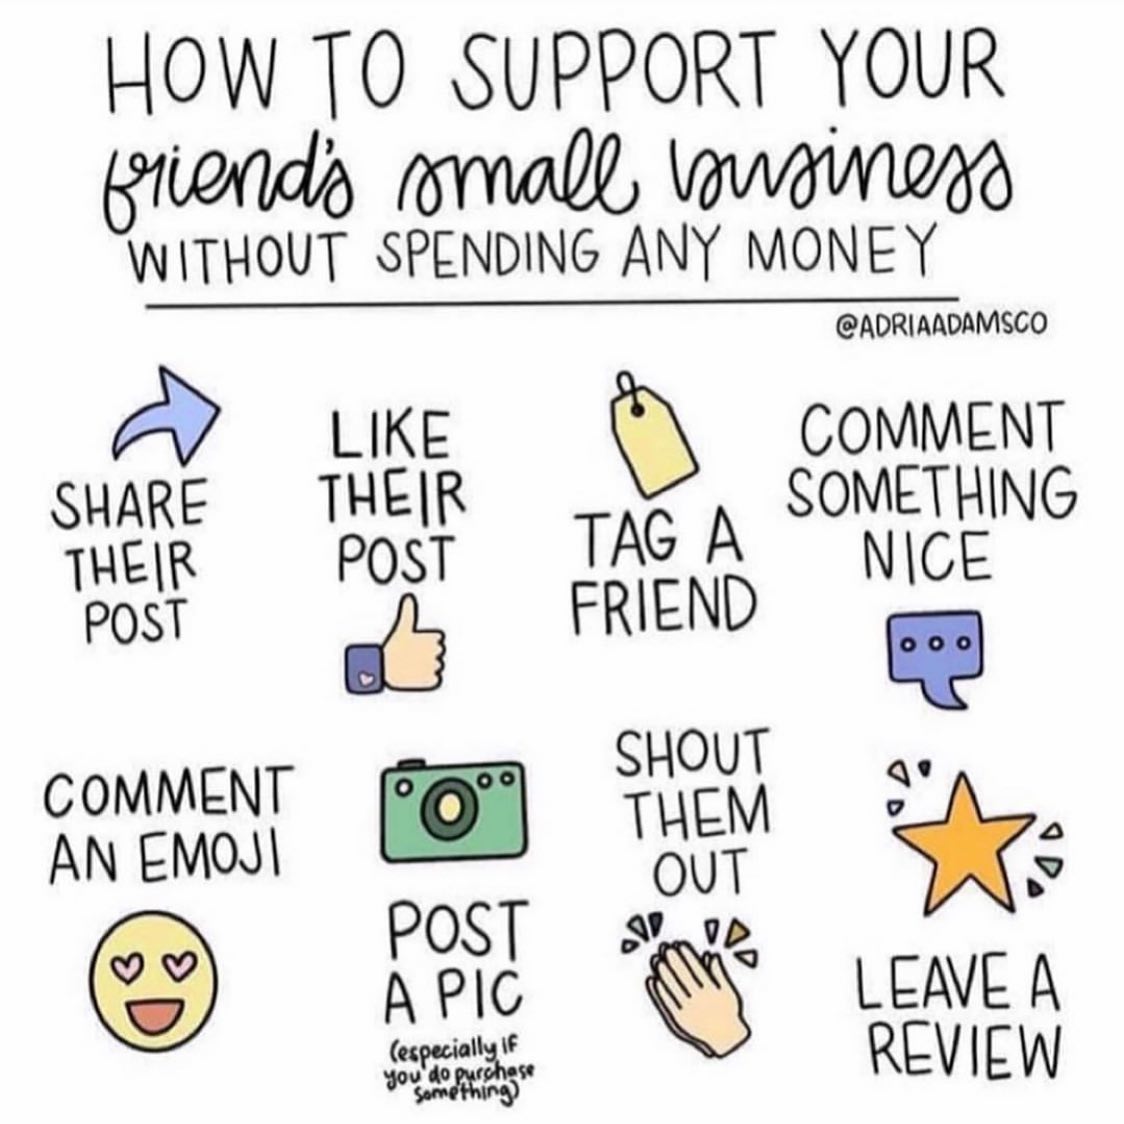 HOW TO SUPPORT YOUR
friend's small business
WITHOUT SPENDING ANY MONEY
@ADRIAADAMSCO
SHARE
THEIR
POST
LIKE
THEIR
POST
TAG A
FRIEND
COMMENT
SOMETHING
NICE
COMMENT
AN EMOJI
POST
A PIC
(especially if
you do purchase
something)
SHOUT
THEM
OUT
LEAVE A
REVIEW